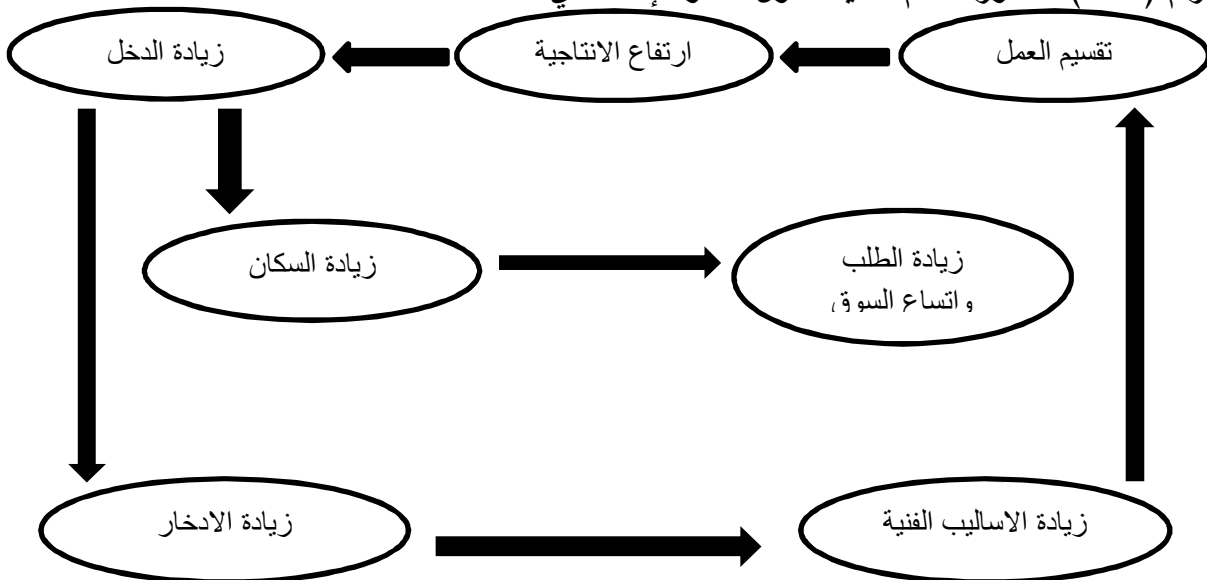 تقسيم العمل
ارتفاع الانتاجية
زيادة الدخل
زيادة السكان
زيادة الطلب
واتساع السوق
زيادة الادخار
زيادة الاساليب الفنية